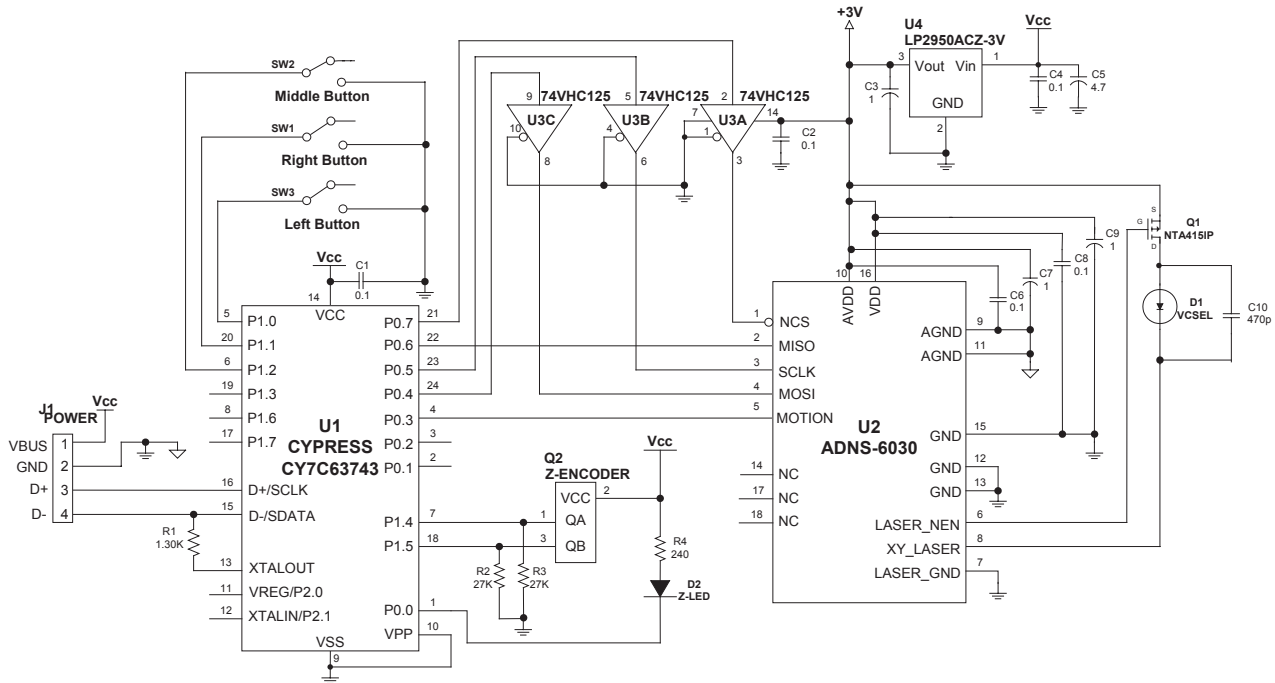 +3V
U4
LP2950ACZ-3V
Vcc
3
Vout
Vin
1
GND
2
C3
1
C4
0.1
C5
4.7
SW2
Middle Button
SW1
Right Button
SW3
Left Button
9
74VHC125
5
74VHC125
2
74VHC125
10
U3C
4
U3B
7
1
U3A
14
8
6
3
C2
0.1
Vcc
C1
0.1
14
VCC
5
P1.0
20
P1.1
6
P1.2
19
P1.3
8
P1.6
17
P1.7
16
D+/SCLK
15
D-/SDATA
13
XTALOUT
11
VREG/P2.0
12
XTALIN/P2.1
U1
CYPRESS
CY7C63743
P0.7
21
P0.6
22
P0.5
23
P0.4
24
P0.3
4
P0.2
3
P0.1
2
P1.4
7
P1.5
18
P0.0
1
VPP
10
VSS
9
J1
POWER
Vcc
VBUS
1
GND
2
D+
3
D-
4
R1
1.30K
Q2
Z-ENCODER
VCC
2
1
QA
3
QB
R2
27K
R3
27K
Vcc
R4
240
D2
Z-LED
10
16
AVDD
VDD
1
NCS
2
MISO
3
SCLK
4
MOSI
5
MOTION
14
NC
17
NC
18
NC
U2
ADNS-6030
AGND
9
AGND
11
GND
15
GND
12
GND
13
LASER_NEN
6
XY_LASER
8
LASER_GND
7
C6
0.1
C7
1
C8
0.1
C9
1
S
G
D
Q1
NTA415IP
D1
VCSEL
C10
470p